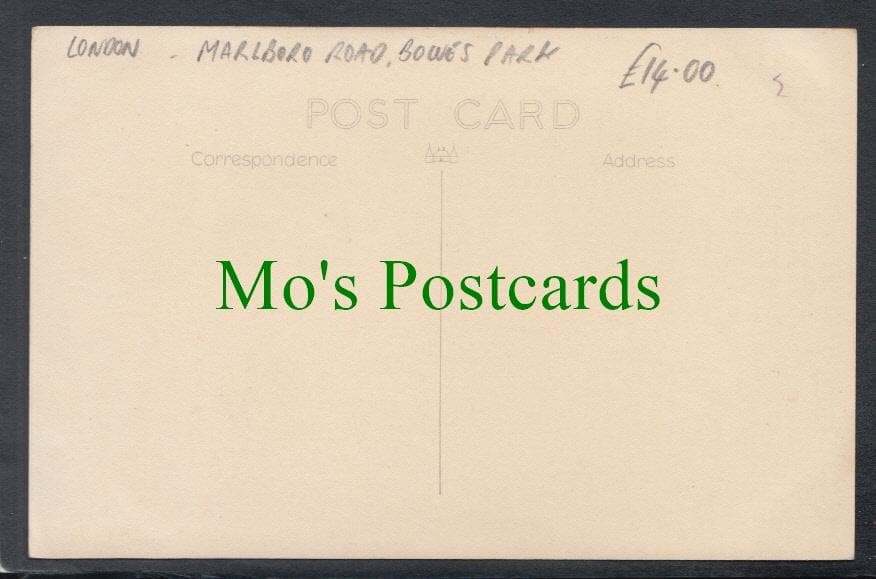 LONDON - MARLBORO ROAD, BOWES PARK
£14.00
POST CARD
Correspondence
Address
Mo's Postcards